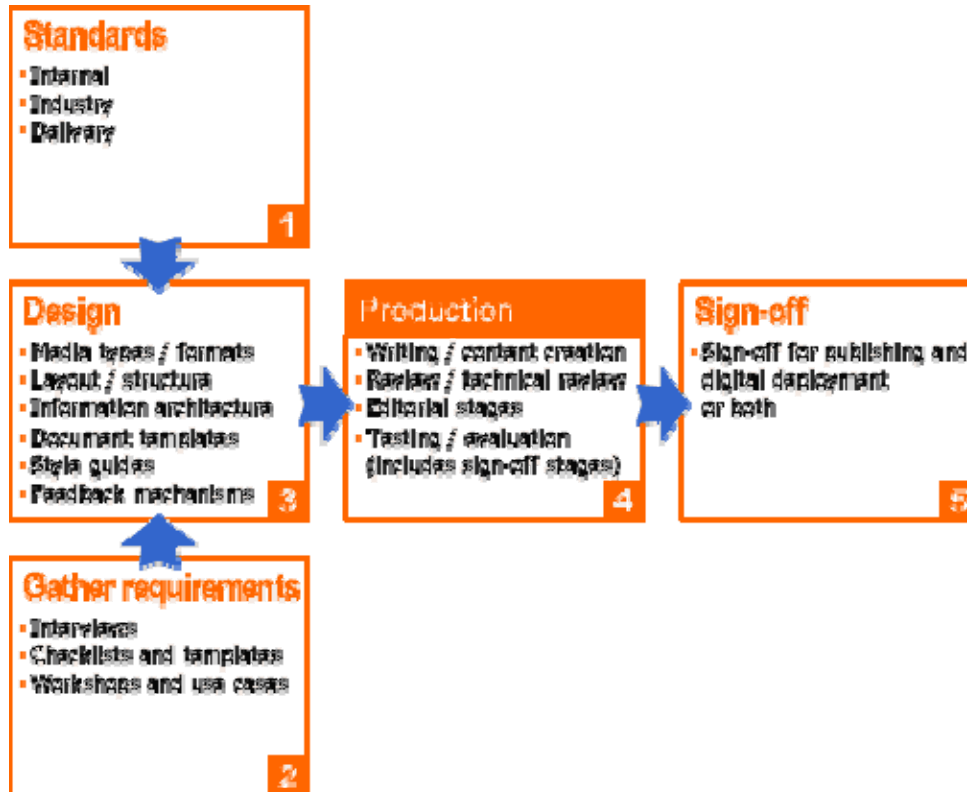 Standards
▪ Internal
▪ Industry
▪ Delivery
1
Design
▪ Media types / formats
▪ Layout / structure
▪ Information architecture
▪ Document templates
▪ Style guides
▪ Feedback mechanisms
3
Production
▪ Writing / content creation
▪ Review / technical review
▪ Editorial stages
▪ Testing / evaluation
(includes sign-off stages)
4
Sign-off
▪ Sign-off for publishing and
digital deployment
or both
5
Gather requirements
▪ Interviews
▪ Checklists and templates
▪ Workshops and use cases
2